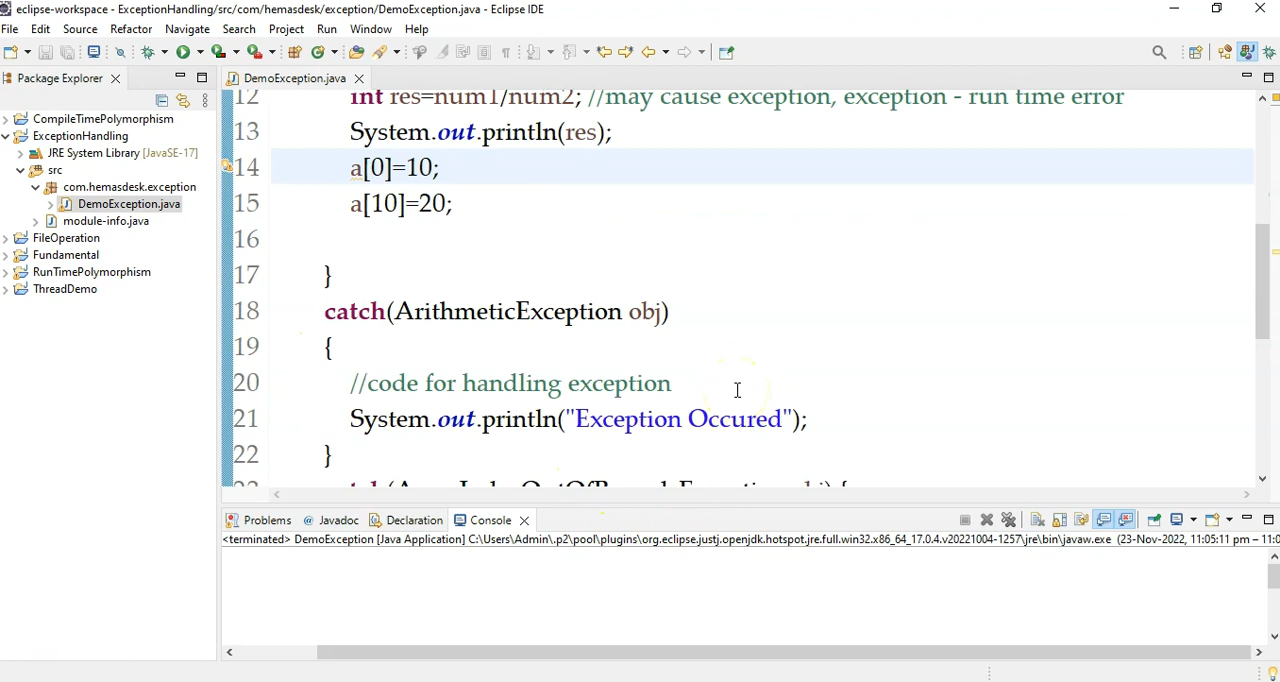 eclipse-workspace - ExceptionHandling/src/com/hemasdesk/exception/DemoException.java - Eclipse IDE
File Edit Source Refactor Navigate Search Project Run Window Help
Package Explorer
DemoException.java
CompileTimePolymorphism
ExceptionHandling
JRE System Library [JavaSE-17]
src
com.hemasdesk.exception
DemoException.java
module-info.java
FileOperation
Fundamental
RunTimePolymorphism
ThreadDemo
12 int res=num1/num2; //may cause exception, exception - run time error
13 System.out.println(res);
14 a[0]=10;
15 a[10]=20;
16
17 }
18 catch(ArithmeticException obj)
19 {
20 //code for handling exception
21 System.out.println("Exception Occured");
22 }
Problems Javadoc Declaration Console
<terminated> DemoException [Java Application] C:\Users\Admin\.p2\pool\plugins\org.eclipse.justj.openjdk.hotspot.jre.full.win32.x86_64_17.0.4.v20221004-1257\jre\bin\javaw.exe (23-Nov-2022, 11:05:11 pm – 11:0